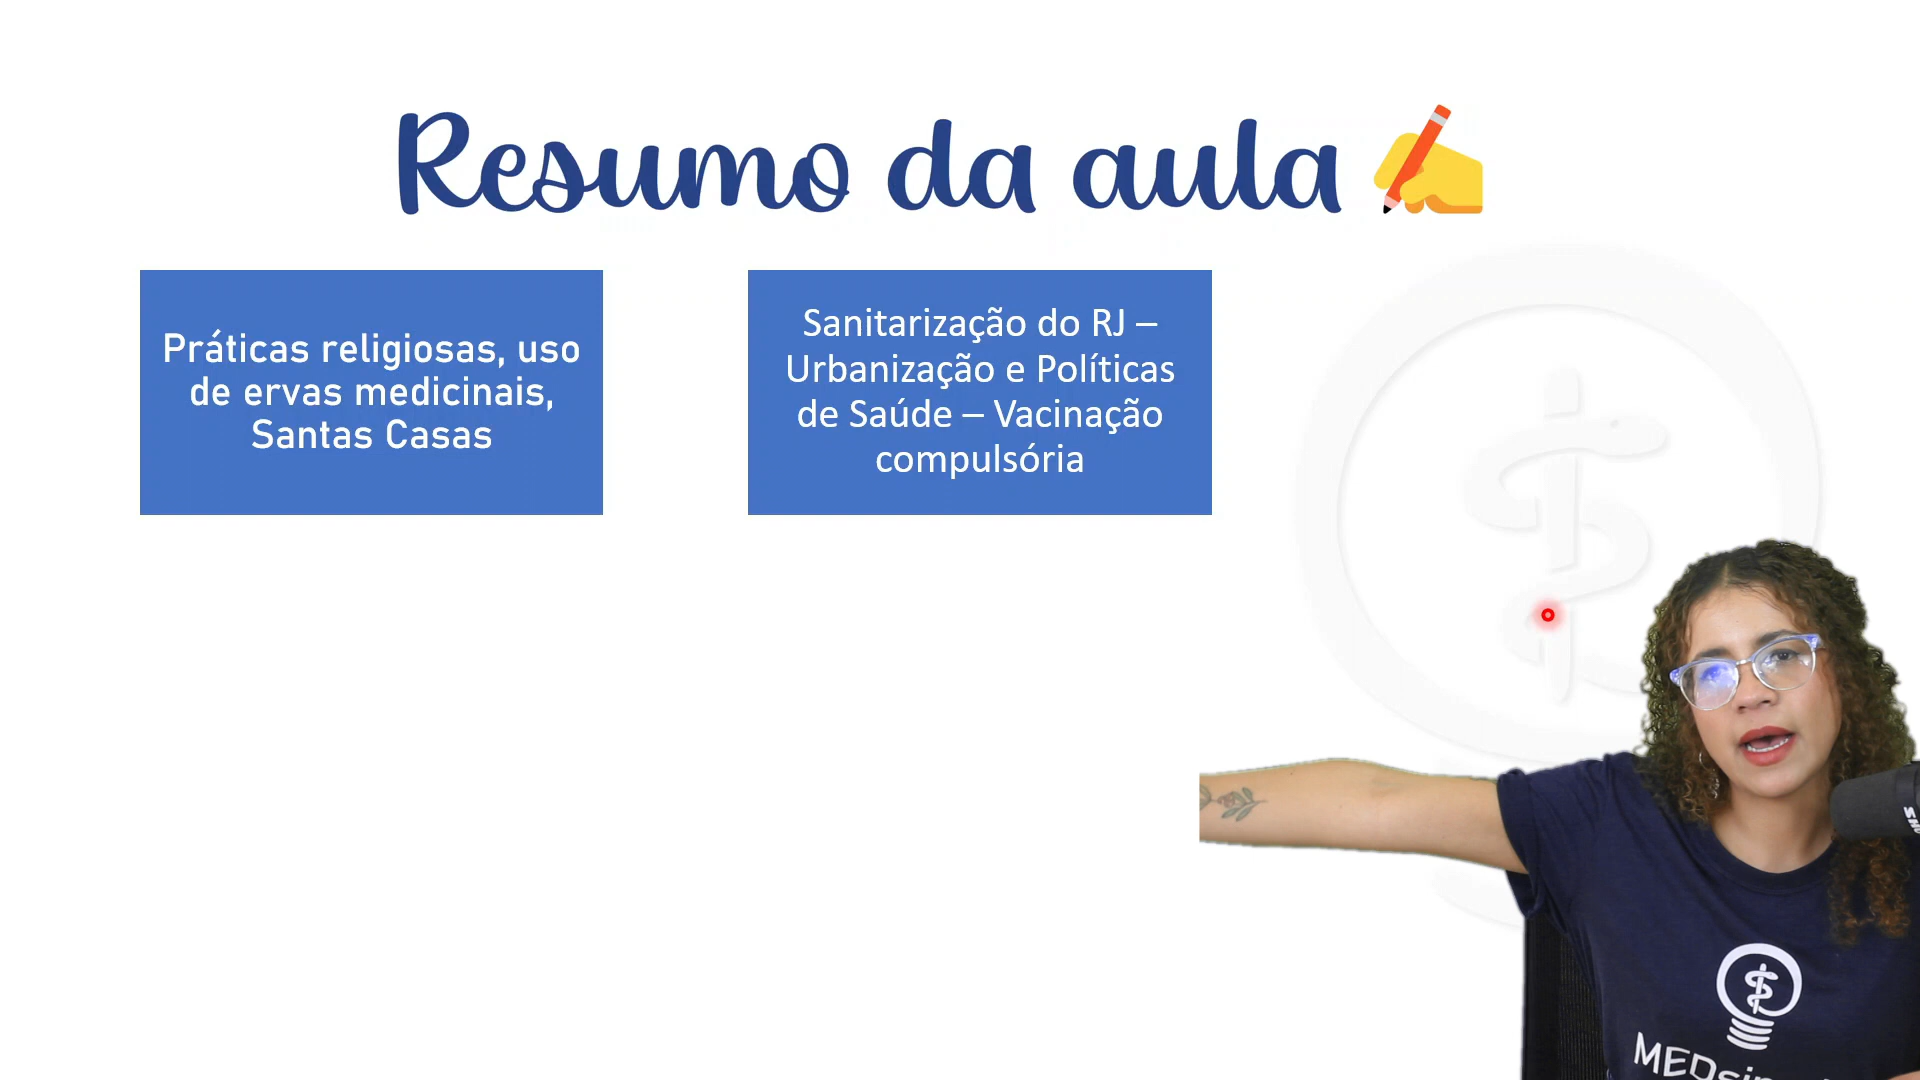 Resumo da aula
Práticas religiosas, uso
de ervas medicinais,
Santas Casas
Sanitarização do RJ –
Urbanização e Políticas
de Saúde – Vacinação
compulsória